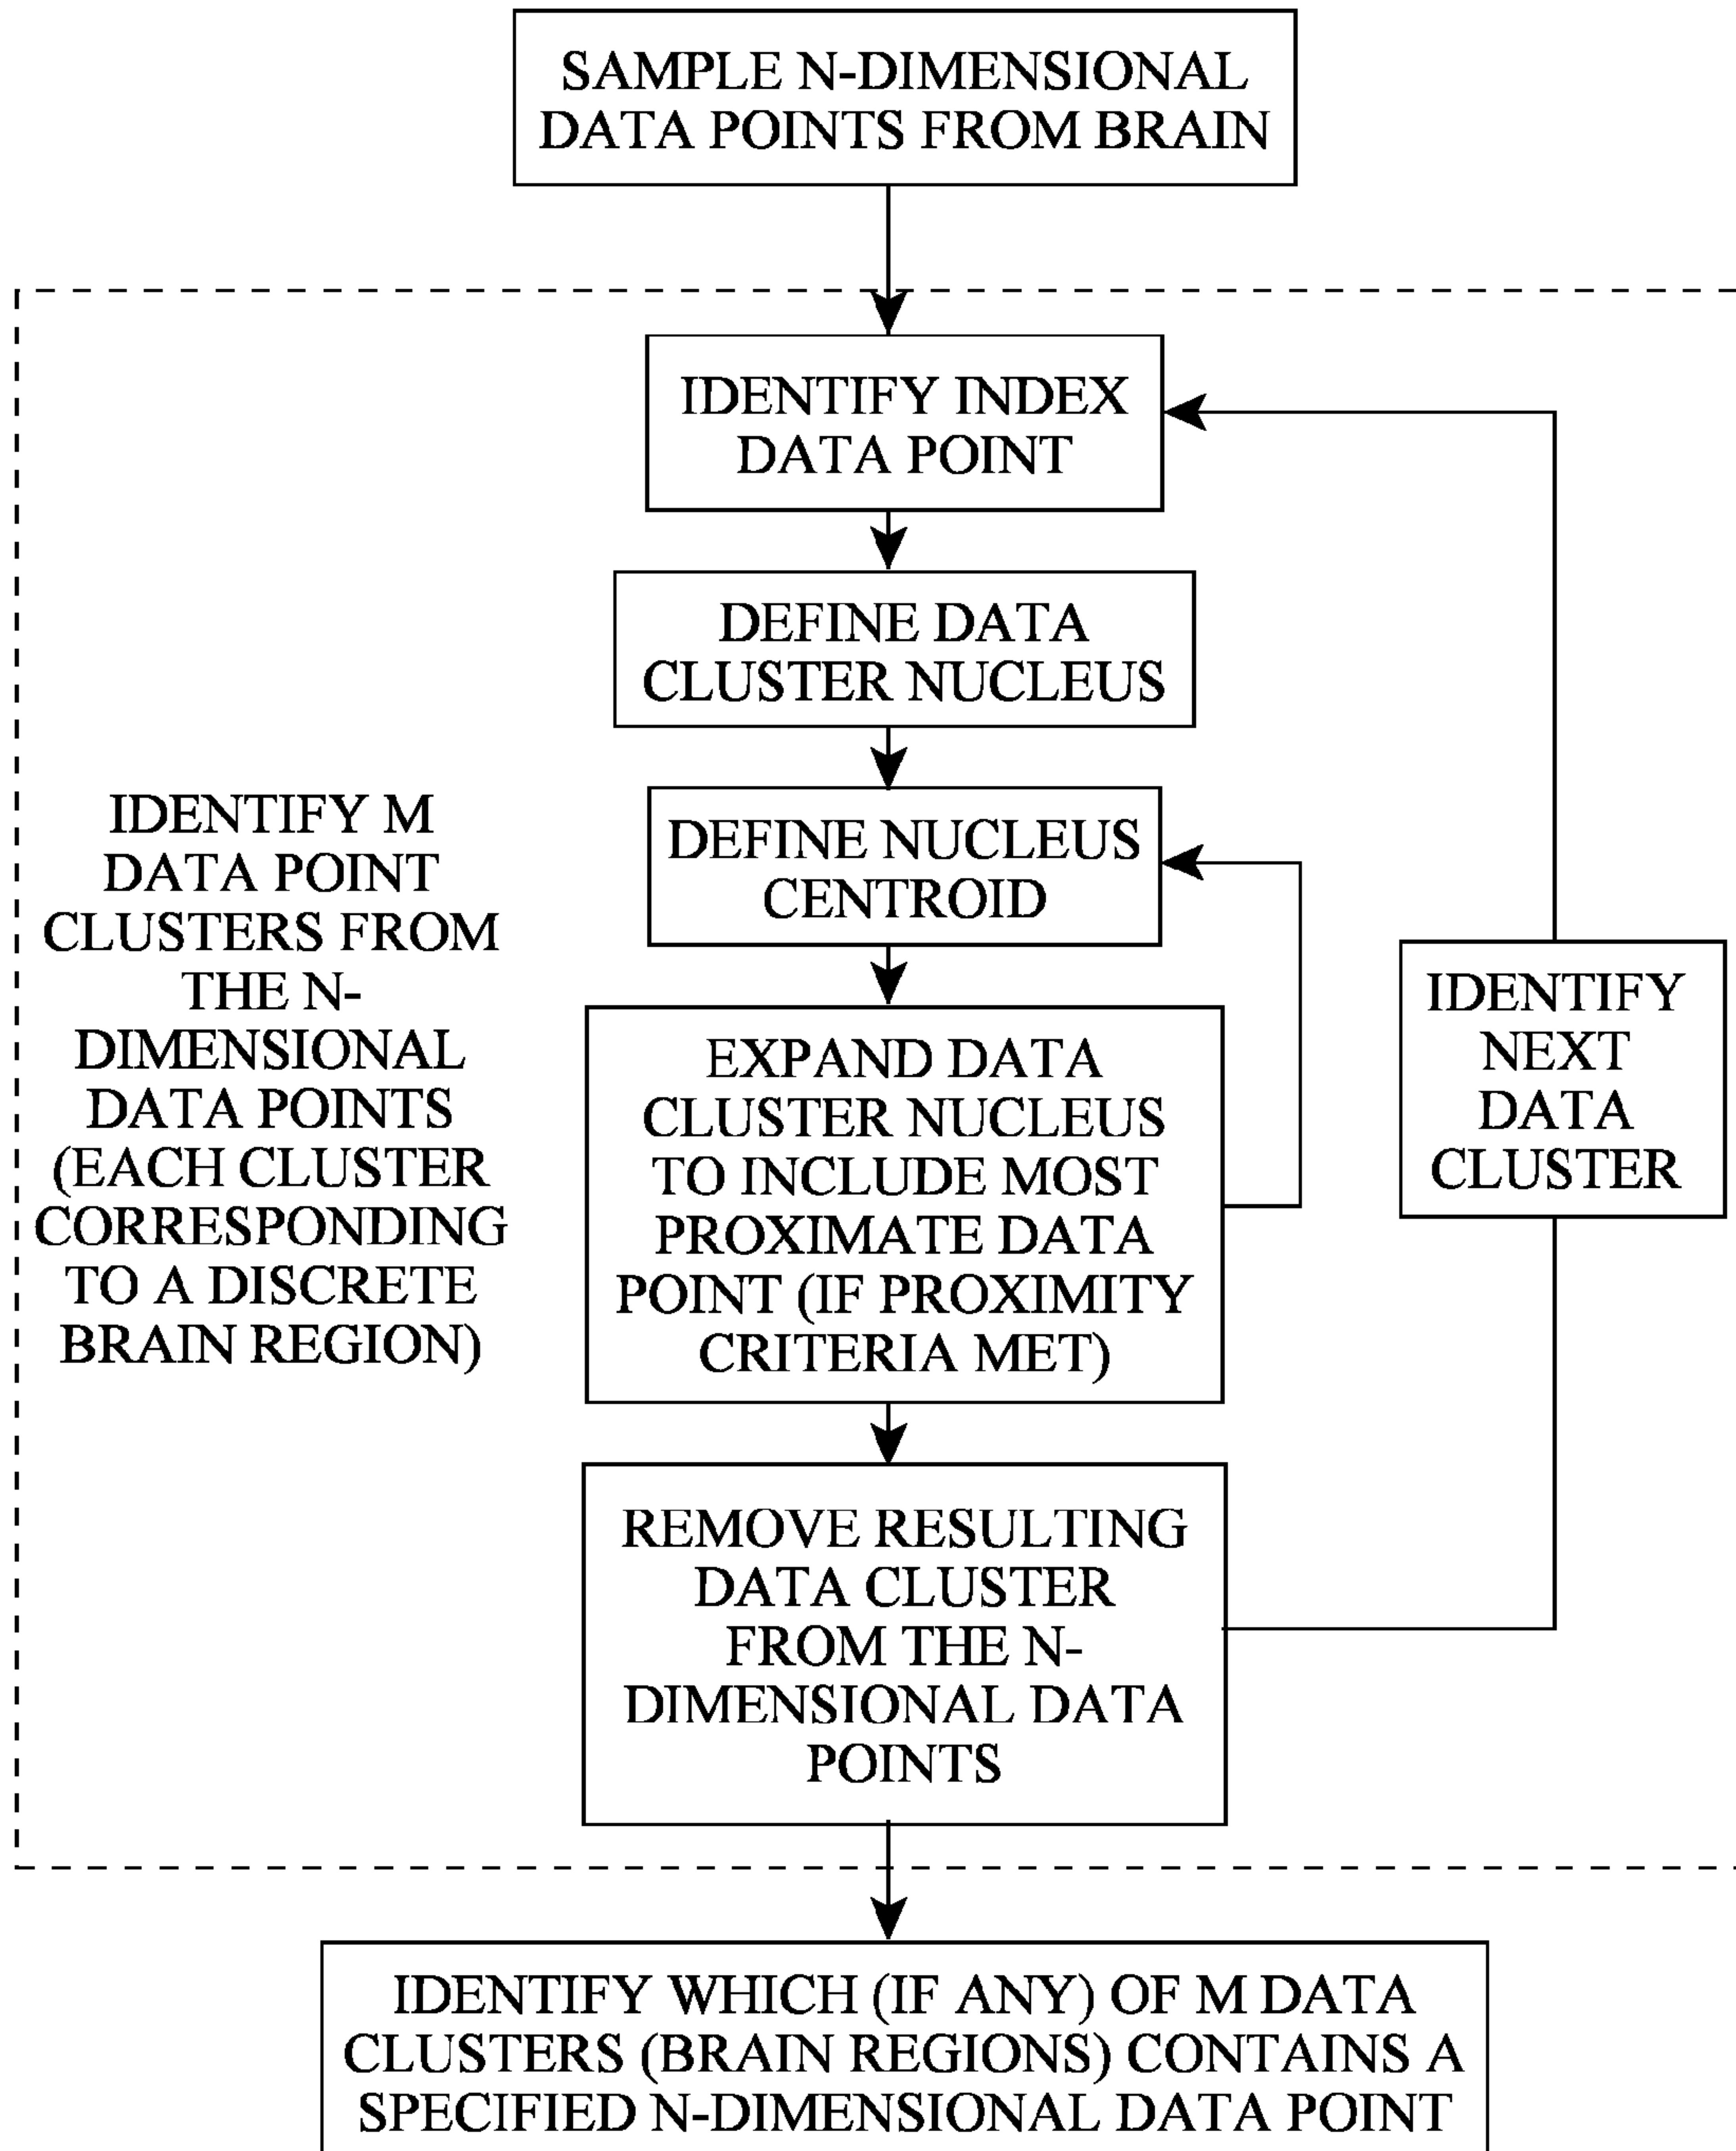 SAMPLE N-DIMENSIONAL
DATA POINTS FROM BRAIN
IDENTIFY INDEX
DATA POINT
DEFINE DATA
CLUSTER NUCLEUS
DEFINE NUCLEUS
CENTROID
EXPAND DATA
CLUSTER NUCLEUS
TO INCLUDE MOST
PROXIMATE DATA
POINT (IF PROXIMITY
CRITERIA MET)
REMOVE RESULTING
DATA CLUSTER
FROM THE N-
DIMENSIONAL DATA
POINTS
IDENTIFY
NEXT
DATA
CLUSTER
IDENTIFY M
DATA POINT
CLUSTERS FROM
THE N-
DIMENSIONAL
DATA POINTS
(EACH CLUSTER
CORRESPONDING
TO A DISCRETE
BRAIN REGION)
IDENTIFY WHICH (IF ANY) OF M DATA
CLUSTERS (BRAIN REGIONS) CONTAINS A
SPECIFIED N-DIMENSIONAL DATA POINT